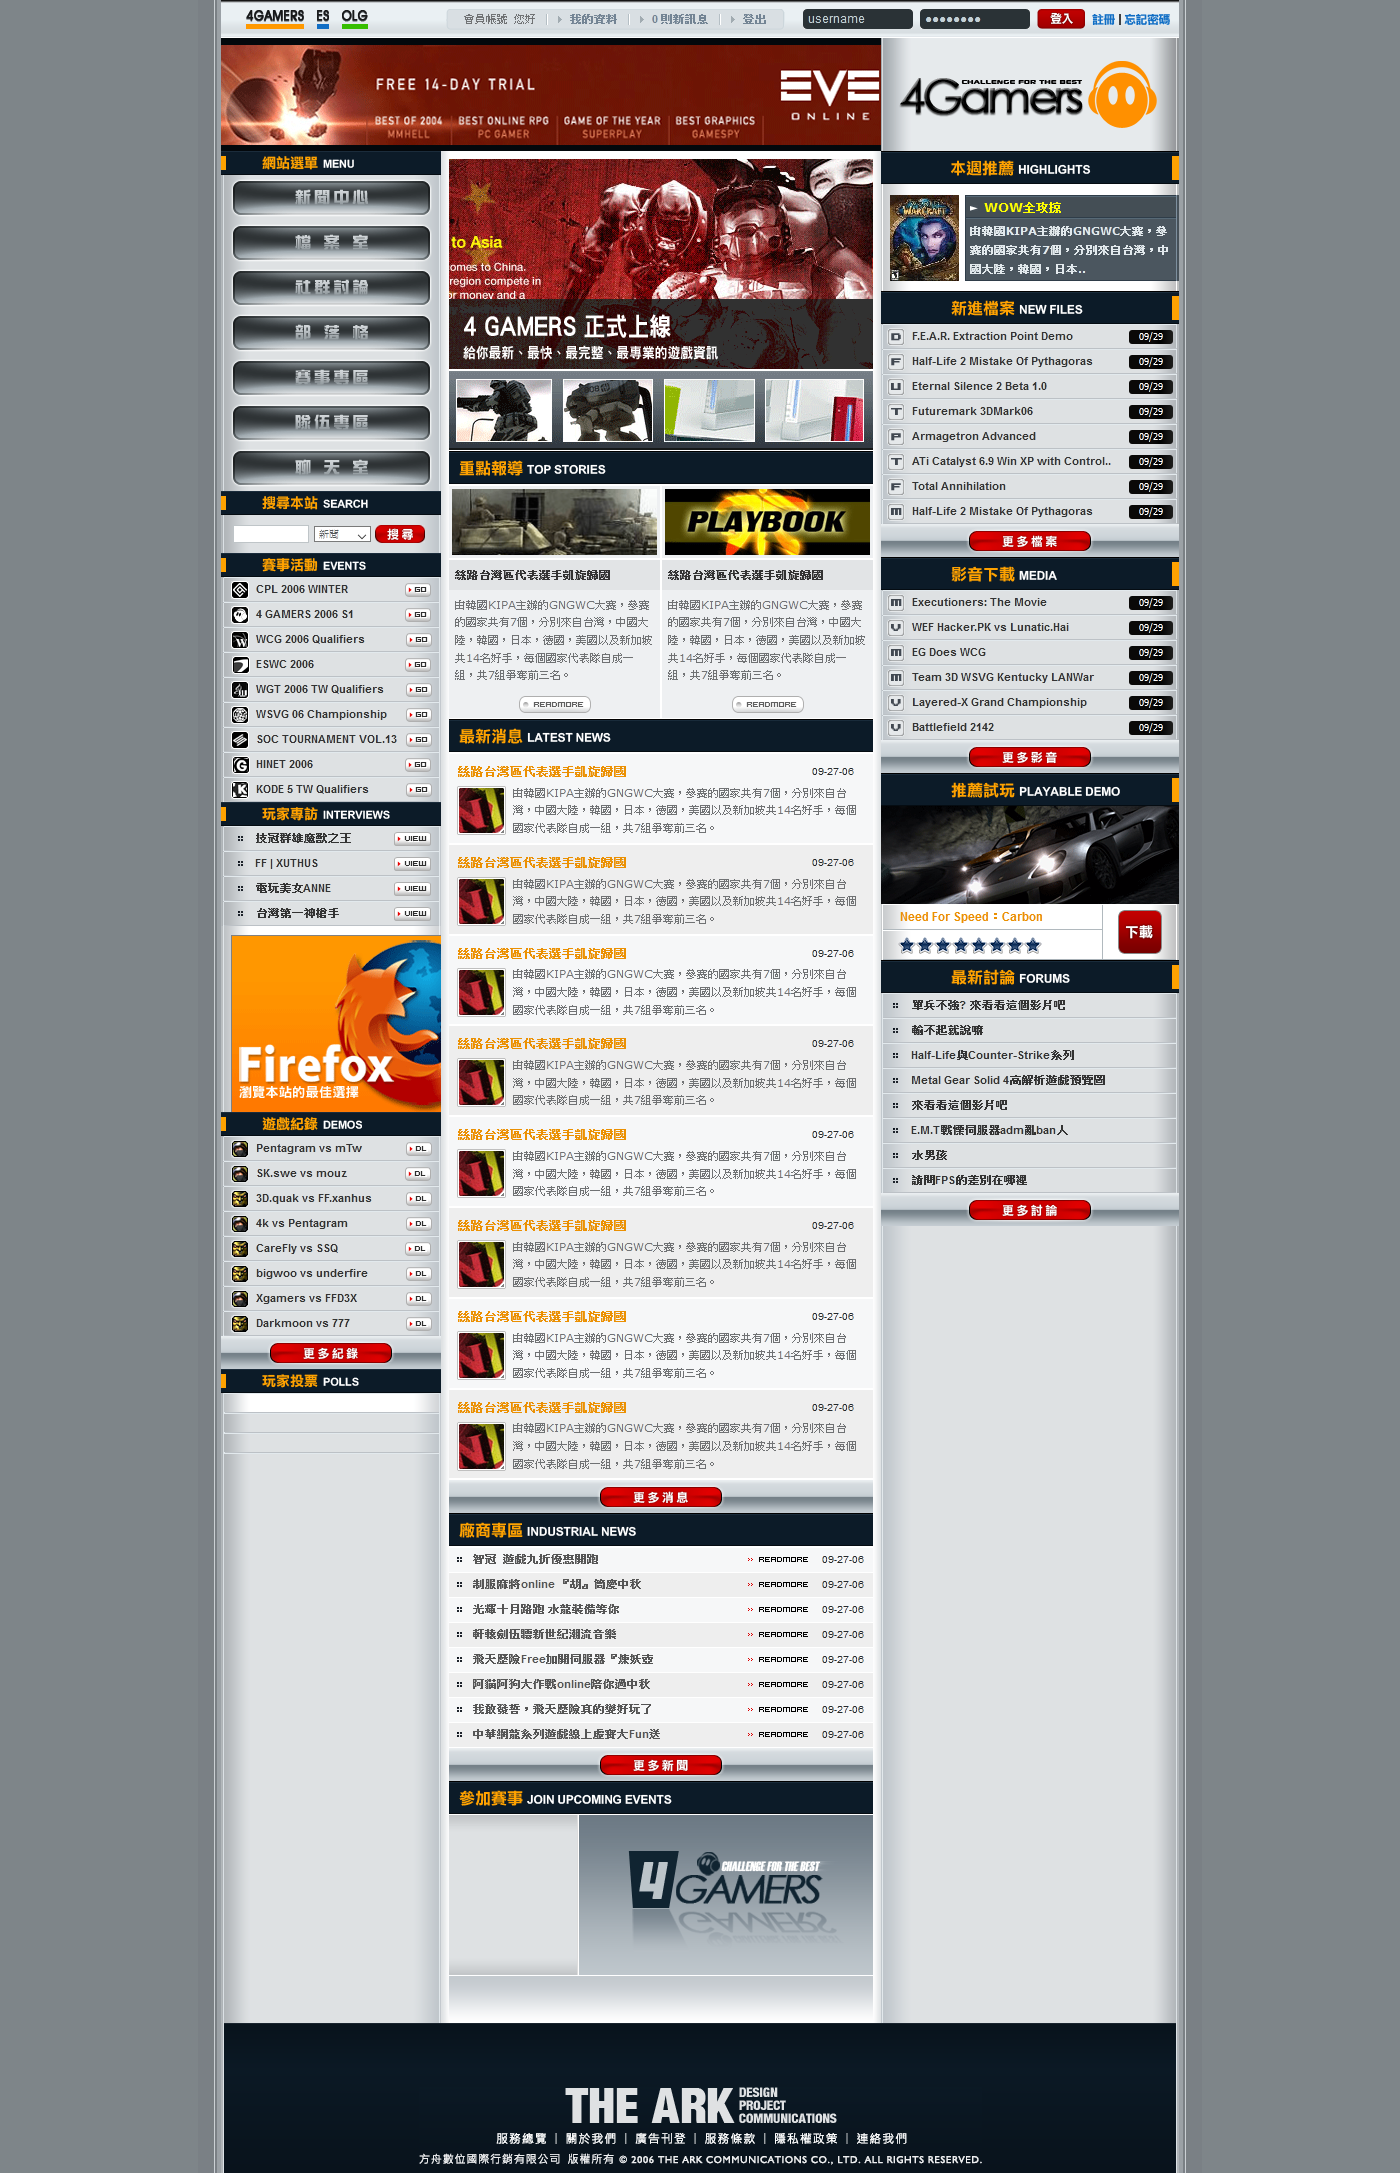 4GAMERS ES OLG
會員帳號 您好 我的資料 0 則新訊息 登出
username
登入
註冊 | 忘記密碼
FREE 14-DAY TRIAL
EVE
ONLINE
BEST OF 2004 BEST ONLINE RPG GAME OF THE YEAR BEST GRAPHICS
MMHELL PC GAMER SUPERPLAY GAMESPY
CHALLENGE FOR THE BEST
4Gamers
網站選單 MENU
新聞中心
檔案室
社群討論
部落格
賽事專區
隊伍專區
聊天室
搜尋本站 SEARCH
新聞
搜尋
賽事活動 EVENTS
CPL 2006 WINTER GO
4 GAMERS 2006 S1 GO
WCG 2006 Qualifiers GO
ESWC 2006 GO
WGT 2006 TW Qualifiers GO
WSVG 06 Championship GO
SOC TOURNAMENT VOL.13 GO
HINET 2006 GO
KODE 5 TW Qualifiers GO
玩家專訪 INTERVIEWS
技冠群雄魔獸之王 VIEW
FF | XUTHUS VIEW
電玩美女ANNE VIEW
台灣第一神槍手 VIEW
Firefox
瀏覽本站的最佳選擇
遊戲紀錄 DEMOS
Pentagram vs mTw DL
SK.swe vs mouz DL
3D.quak vs FF.xanhus DL
4k vs Pentagram DL
CareFly vs SSQ DL
bigwoo vs underfire DL
Xgamers vs FFD3X DL
Darkmoon vs 777 DL
更多紀錄
玩家投票 POLLS
to Asia
omes to China.
region compete in
or money and a
4 GAMERS 正式上線
給你最新、最快、最完整、最專業的遊戲資訊
重點報導 TOP STORIES
PLAYBOOK
絲路台灣區代表選手凱旋歸國
由韓國KIPA主辦的GNGWC大賽，參賽
的國家共有7個，分別來自台灣，中國大
陸，韓國，日本，德國，美國以及新加坡
共14名好手，每個國家代表隊自成一
組，共7組爭奪前三名。
READMORE
絲路台灣區代表選手凱旋歸國
由韓國KIPA主辦的GNGWC大賽，參賽
的國家共有7個，分別來自台灣，中國大
陸，韓國，日本，德國，美國以及新加坡
共14名好手，每個國家代表隊自成一
組，共7組爭奪前三名。
READMORE
最新消息 LATEST NEWS
絲路台灣區代表選手凱旋歸國 09-27-06
由韓國KIPA主辦的GNGWC大賽，參賽的國家共有7個，分別來自台
灣，中國大陸，韓國，日本，德國，美國以及新加坡共14名好手，每個
國家代表隊自成一組，共7組爭奪前三名。
絲路台灣區代表選手凱旋歸國 09-27-06
由韓國KIPA主辦的GNGWC大賽，參賽的國家共有7個，分別來自台
灣，中國大陸，韓國，日本，德國，美國以及新加坡共14名好手，每個
國家代表隊自成一組，共7組爭奪前三名。
絲路台灣區代表選手凱旋歸國 09-27-06
由韓國KIPA主辦的GNGWC大賽，參賽的國家共有7個，分別來自台
灣，中國大陸，韓國，日本，德國，美國以及新加坡共14名好手，每個
國家代表隊自成一組，共7組爭奪前三名。
絲路台灣區代表選手凱旋歸國 09-27-06
由韓國KIPA主辦的GNGWC大賽，參賽的國家共有7個，分別來自台
灣，中國大陸，韓國，日本，德國，美國以及新加坡共14名好手，每個
國家代表隊自成一組，共7組爭奪前三名。
絲路台灣區代表選手凱旋歸國 09-27-06
由韓國KIPA主辦的GNGWC大賽，參賽的國家共有7個，分別來自台
灣，中國大陸，韓國，日本，德國，美國以及新加坡共14名好手，每個
國家代表隊自成一組，共7組爭奪前三名。
絲路台灣區代表選手凱旋歸國 09-27-06
由韓國KIPA主辦的GNGWC大賽，參賽的國家共有7個，分別來自台
灣，中國大陸，韓國，日本，德國，美國以及新加坡共14名好手，每個
國家代表隊自成一組，共7組爭奪前三名。
絲路台灣區代表選手凱旋歸國 09-27-06
由韓國KIPA主辦的GNGWC大賽，參賽的國家共有7個，分別來自台
灣，中國大陸，韓國，日本，德國，美國以及新加坡共14名好手，每個
國家代表隊自成一組，共7組爭奪前三名。
絲路台灣區代表選手凱旋歸國 09-27-06
由韓國KIPA主辦的GNGWC大賽，參賽的國家共有7個，分別來自台
灣，中國大陸，韓國，日本，德國，美國以及新加坡共14名好手，每個
國家代表隊自成一組，共7組爭奪前三名。
更多消息
廠商專區 INDUSTRIAL NEWS
智冠 遊戲九折優惠開跑 READMORE 09-27-06
制服麻將online 『胡』筒慶中秋 READMORE 09-27-06
光輝十月路跑 水龍裝備等你 READMORE 09-27-06
軒轅劍伍聽新世紀潮流音樂 READMORE 09-27-06
飛天歷險Free加開伺服器『煉妖壺 READMORE 09-27-06
阿貓阿狗大作戰online陪你過中秋 READMORE 09-27-06
我敢發誓，飛天歷險真的變好玩了 READMORE 09-27-06
中華網龍系列遊戲線上虛寶大Fun送 READMORE 09-27-06
更多新聞
參加賽事 JOIN UPCOMING EVENTS
CHALLENGE FOR THE BEST
4 GAMERS
本週推薦 HIGHLIGHTS
WARCRAFT
WOW全攻掠
由韓國KIPA主辦的GNGWC大賽，參
賽的國家共有7個，分別來自台灣，中
國大陸，韓國，日本..
新進檔案 NEW FILES
D F.E.A.R. Extraction Point Demo 09/29
F Half-Life 2 Mistake Of Pythagoras 09/29
U Eternal Silence 2 Beta 1.0 09/29
T Futuremark 3DMark06 09/29
P Armagetron Advanced 09/29
T ATi Catalyst 6.9 Win XP with Control.. 09/29
F Total Annihilation 09/29
M Half-Life 2 Mistake Of Pythagoras 09/29
更多檔案
影音下載 MEDIA
M Executioners: The Movie 09/29
V WEF Hacker.PK vs Lunatic.Hai 09/29
M EG Does WCG 09/29
M Team 3D WSVG Kentucky LANWar 09/29
V Layered-X Grand Championship 09/29
V Battlefield 2142 09/29
更多影音
推薦試玩 PLAYABLE DEMO
Need For Speed：Carbon
下載
最新討論 FORUMS
單兵不強? 來看看這個影片吧
輸不起就說嘛
Half-Life與Counter-Strike系列
Metal Gear Solid 4高解析遊戲預覽圖
來看看這個影片吧
E.M.T戰慄伺服器adm亂ban人
水男孩
請問FPS的差別在哪裡
更多討論
THE ARK DESIGN
PROJECT
COMMUNICATIONS
服務總覽 | 關於我們 | 廣告刊登 | 服務條款 | 隱私權政策 | 連絡我們
方舟數位國際行銷有限公司 版權所有 © 2006 THE ARK COMMUNICATIONS CO., LTD. ALL RIGHTS RESERVED.